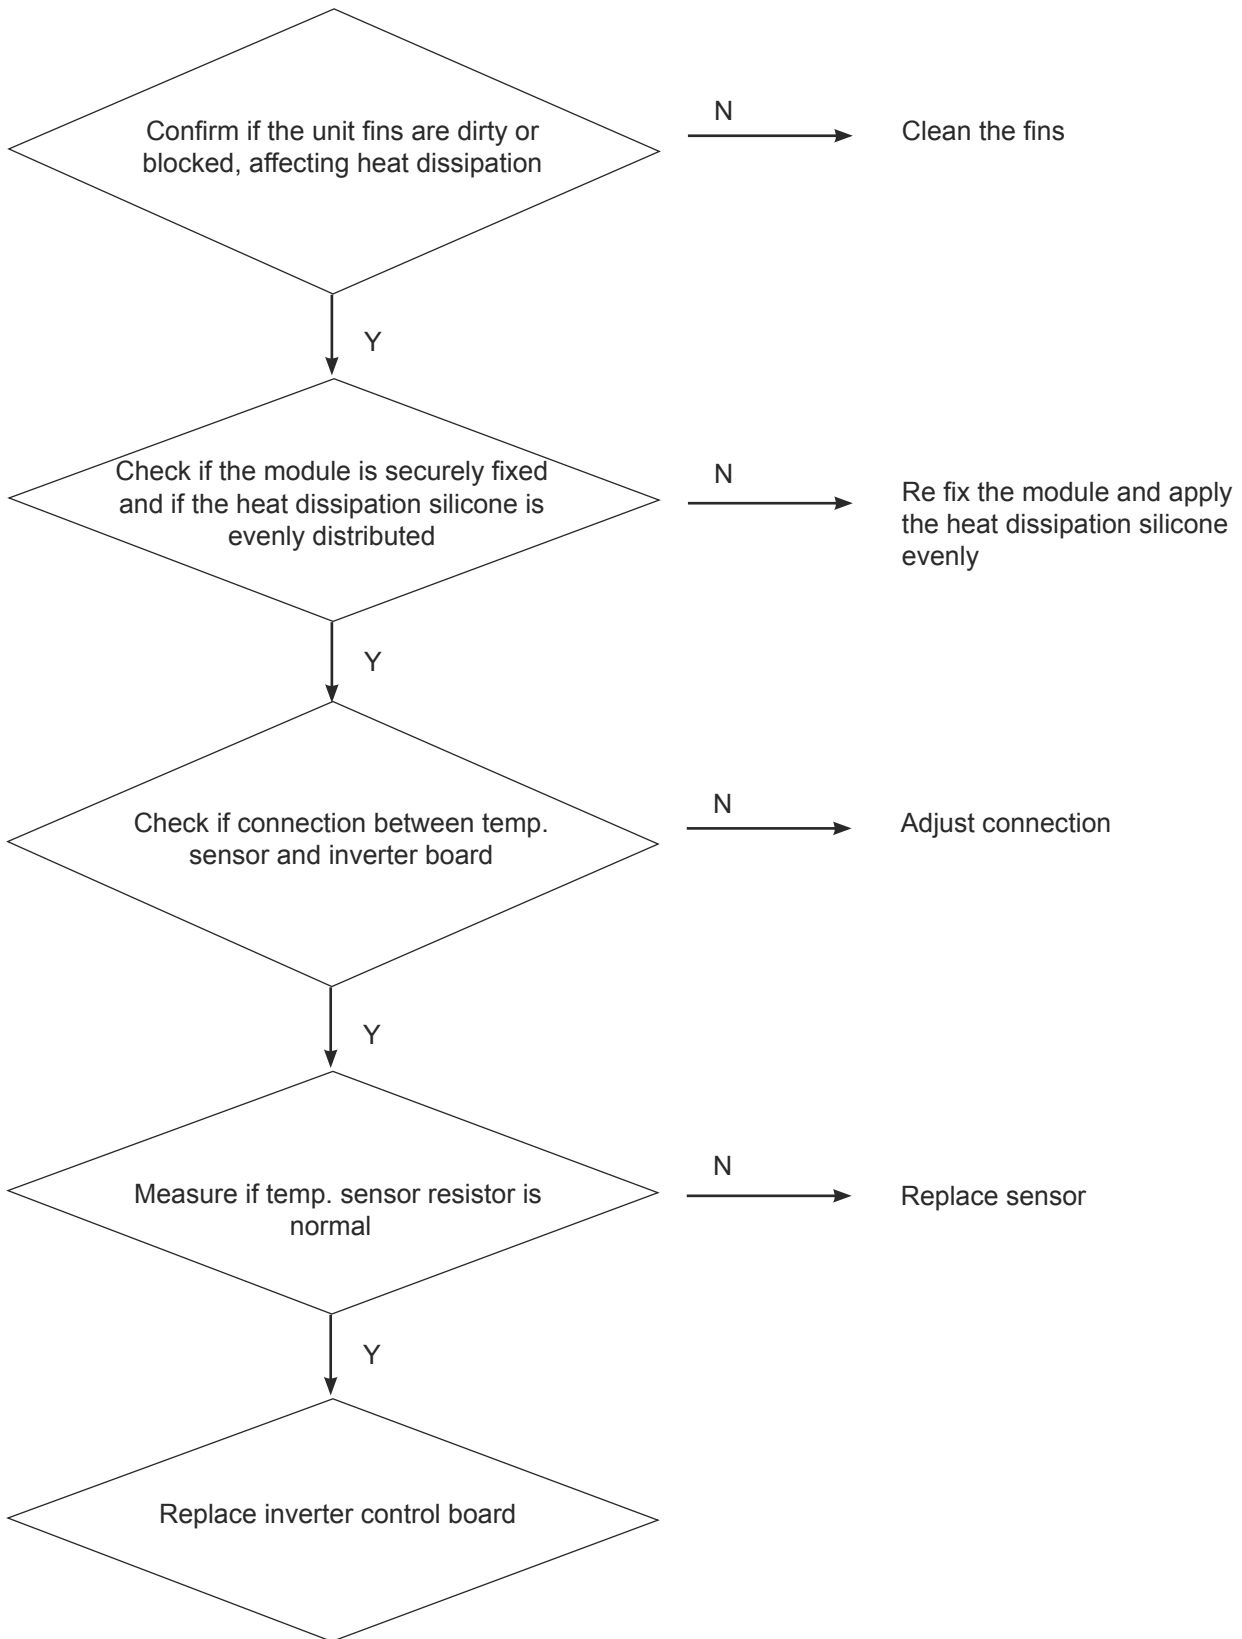 Confirm if the unit fins are dirty or
blocked, affecting heat dissipation
N
Clean the fins
Y
Check if the module is securely fixed
and if the heat dissipation silicone is
evenly distributed
N
Re fix the module and apply
the heat dissipation silicone
evenly
Y
Check if connection between temp.
sensor and inverter board
N
Adjust connection
Y
Measure if temp. sensor resistor is
normal
N
Replace sensor
Y
Replace inverter control board